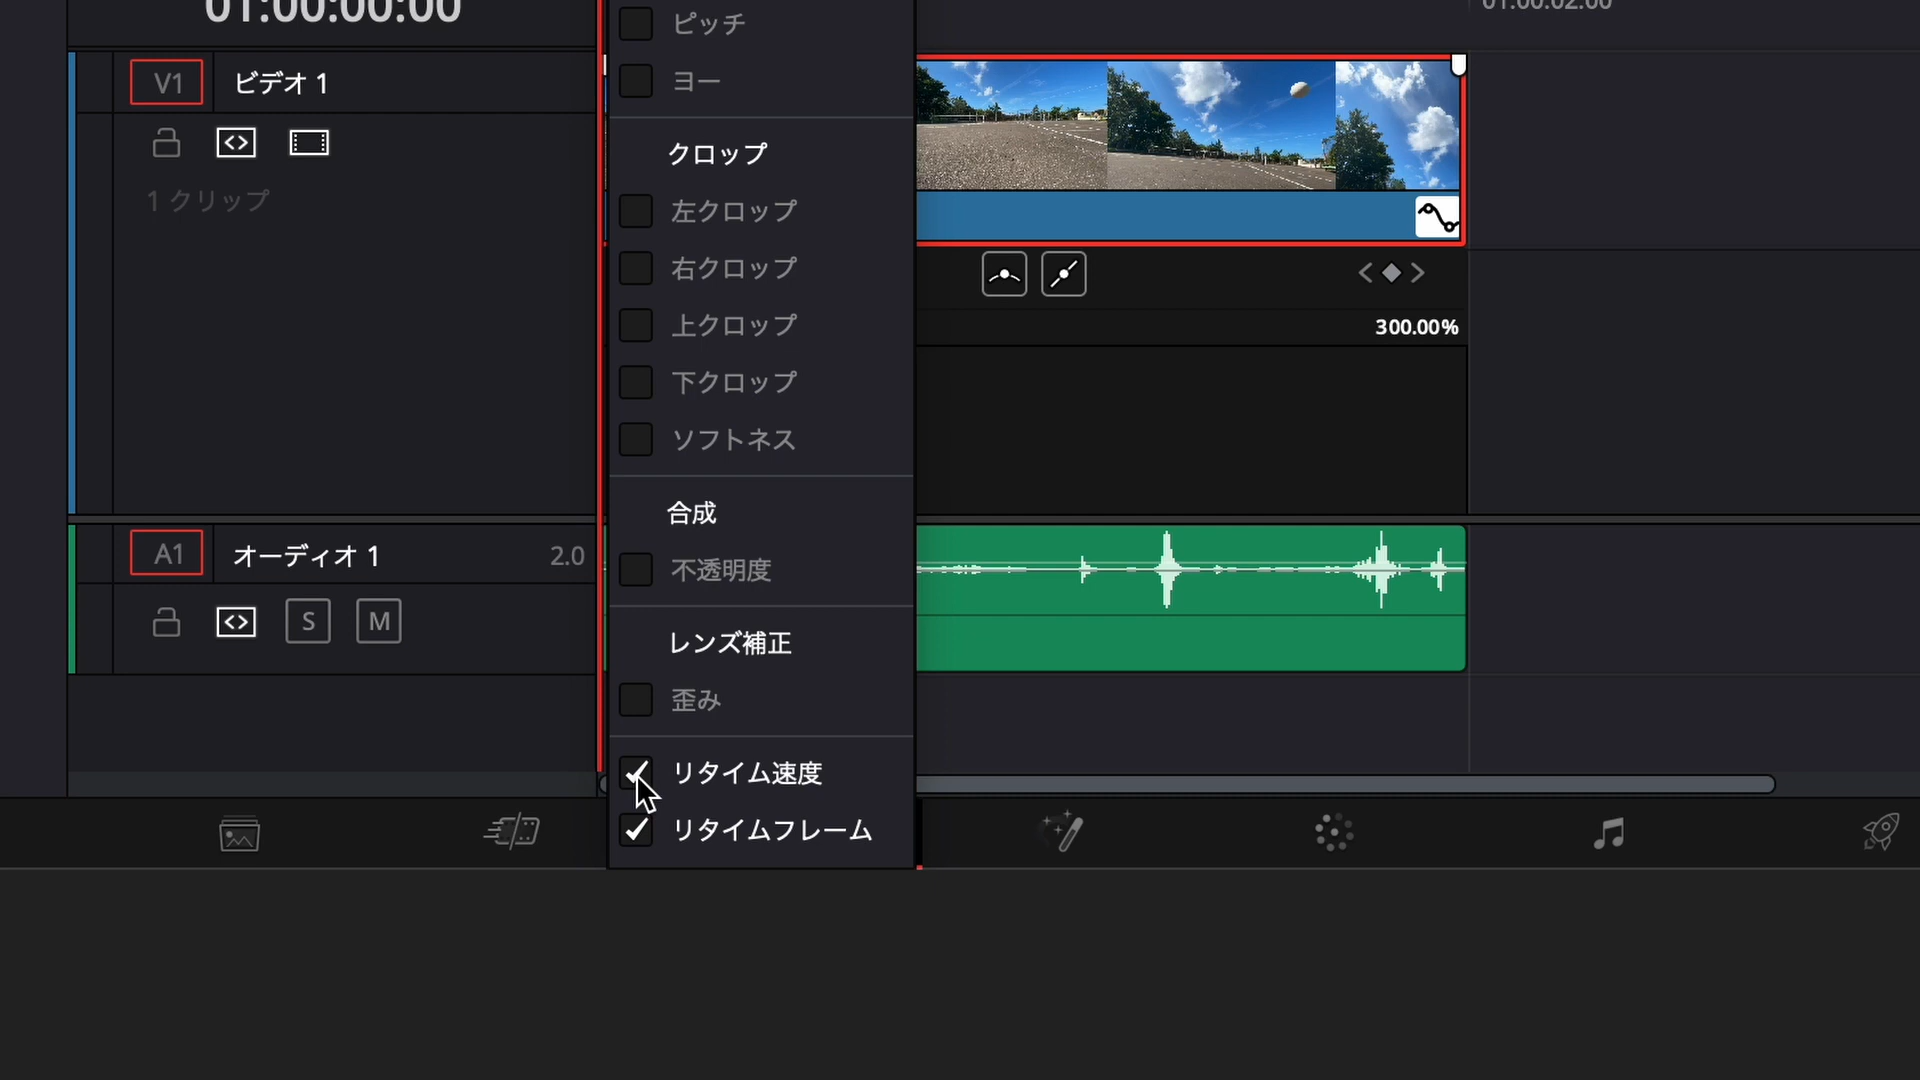 01:00:00:00
01:00:02:00
ピッチ
V1 ビデオ 1
ヨー
クロップ
1 クリップ
左クロップ
右クロップ
上クロップ
300.00%
下クロップ
ソフトネス
合成
A1 オーディオ 1 2.0
不透明度
S M
レンズ補正
歪み
リタイム速度
リタイムフレーム